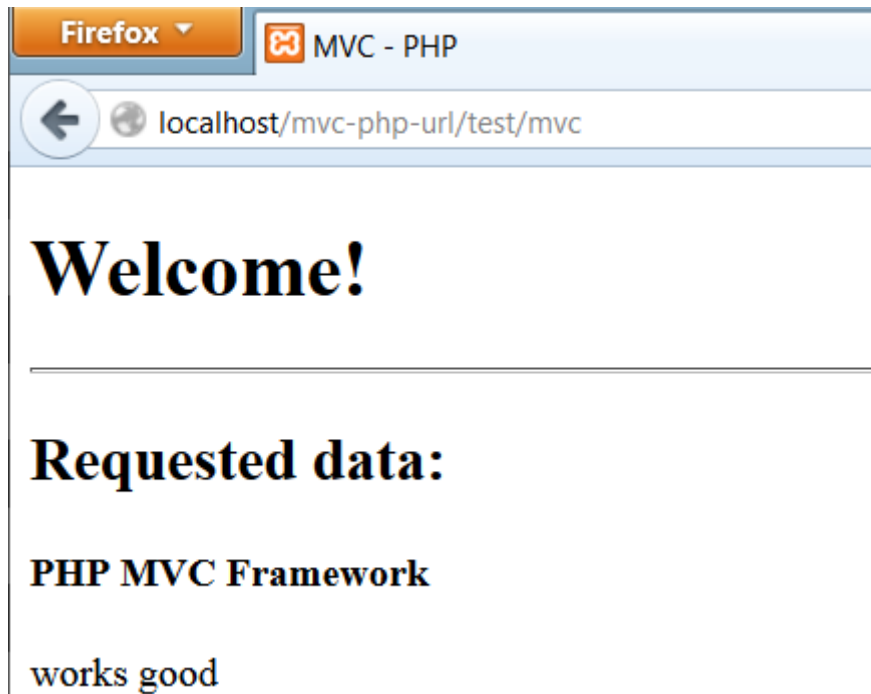 Firefox
MVC - PHP
localhost/mvc-php-url/test/mvc
Welcome!
Requested data:
PHP MVC Framework
works good